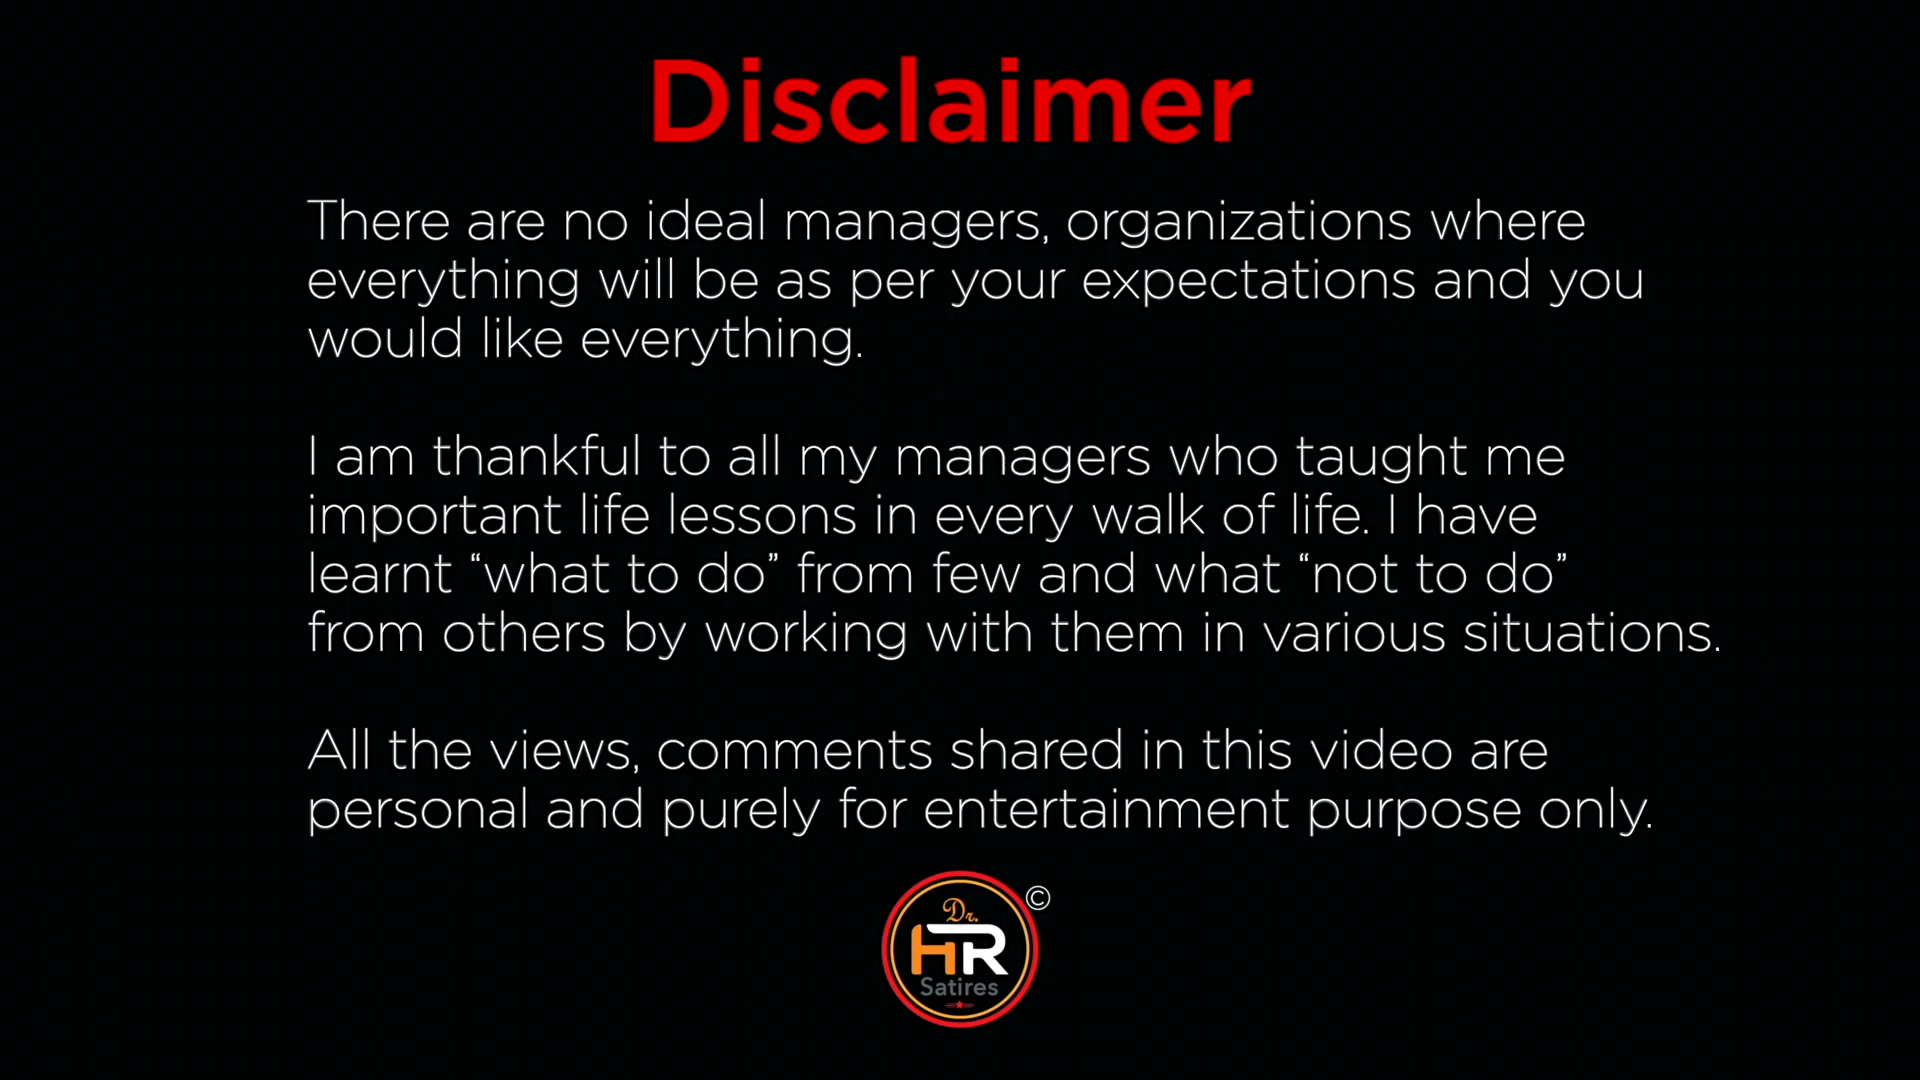 Disclaimer
There are no ideal managers, organizations where
everything will be as per your expectations and you
would like everything.
I am thankful to all my managers who taught me
important life lessons in every walk of life. I have
learnt “what to do” from few and what “not to do”
from others by working with them in various situations.
All the views, comments shared in this video are
personal and purely for entertainment purpose only.
©
Dr.
HR
Satires